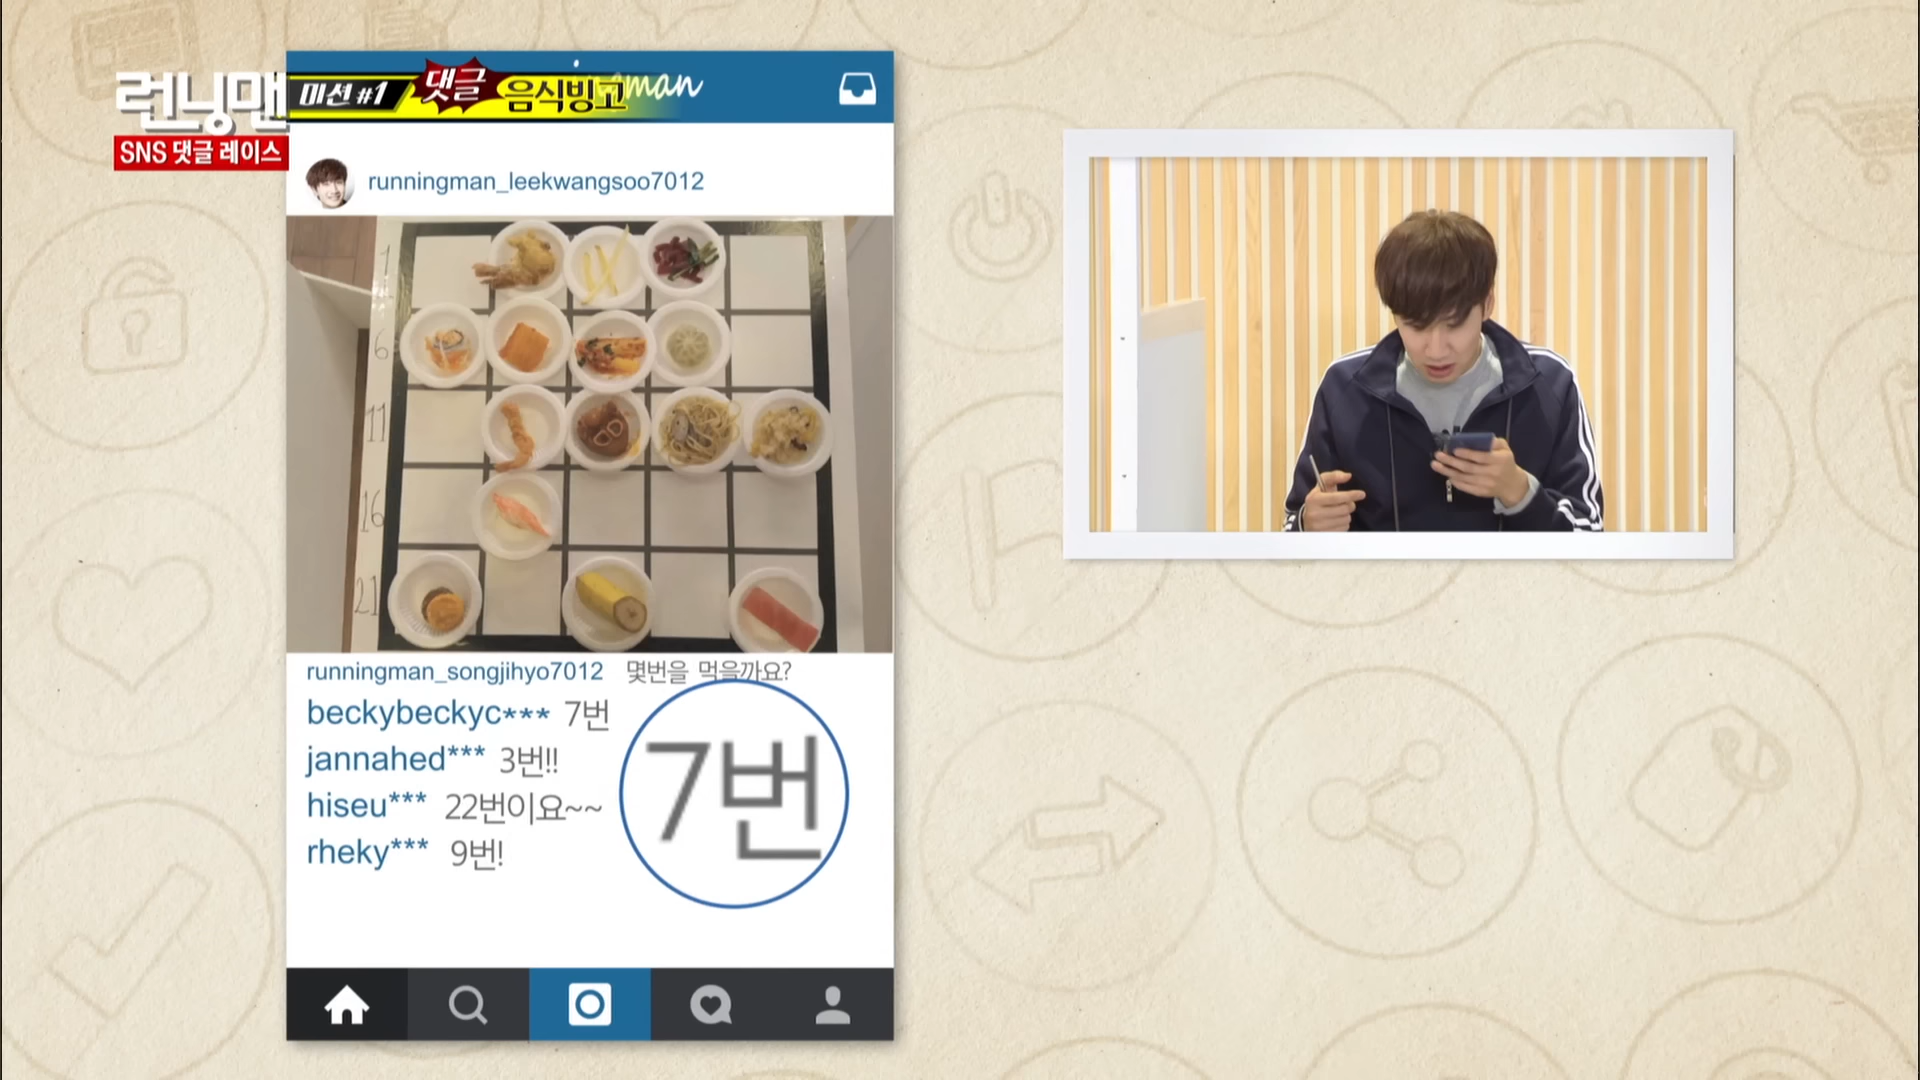 런닝맨
SNS 댓글 레이스
미션 #1 댓글 음식빙고
man
runningman_leekwangsoo7012
1
6
11
16
21
runningman_songjihyo7012 몇번을 먹을까요?
beckybeckyc*** 7번
jannahed*** 3번!!
hiseu*** 22번이요~~
rheky*** 9번!
7번